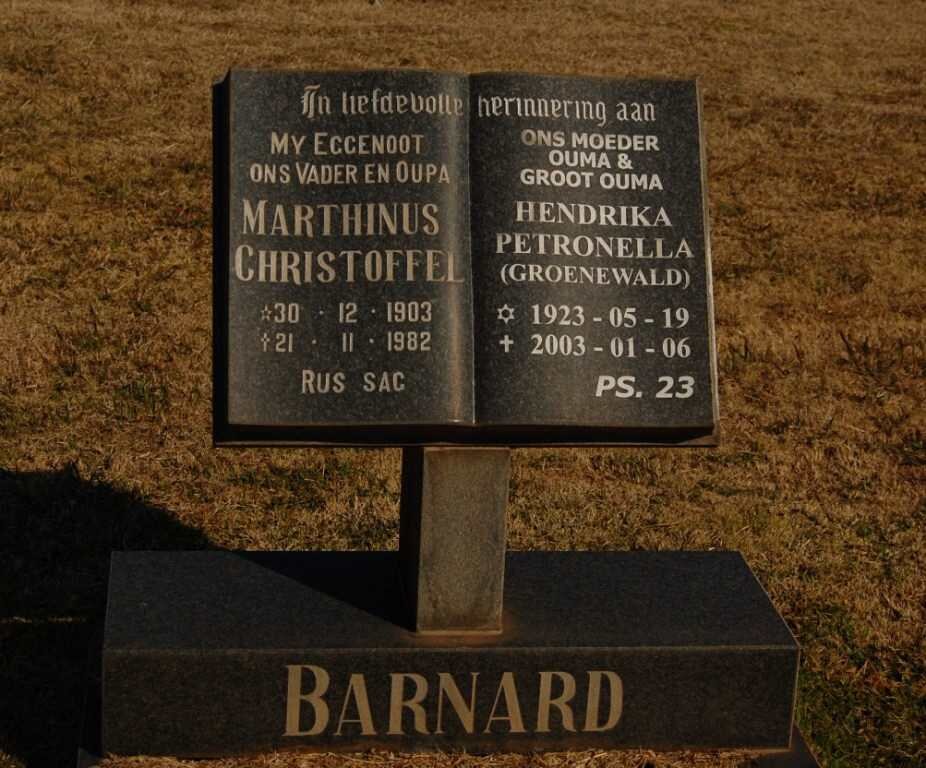 In liefdevolle herinnering aan
MY EGGENOOT
ONS VADER EN OUPA
MARTHINUS
CHRISTOFFEL
☆30 · 12 · 1903
†21 · 11 · 1982
RUS SAG
ONS MOEDER
OUMA &
GROOT OUMA
HENDRIKA
PETRONELLA
(GROENEWALD)
✡ 1923 - 05 - 19
✝ 2003 - 01 - 06
PS. 23
BARNARD